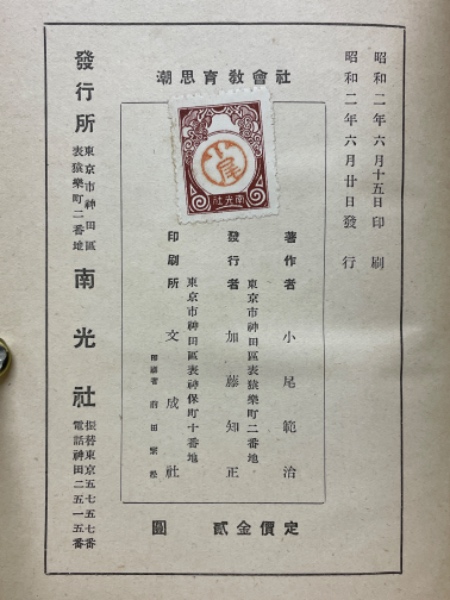 昭和二年六月十五日印刷
昭和二年六月廿日發行
社會敎育思潮
尾
南光社
著作者 小尾範治
東京市神田區表猿樂町二番地
發行者 加藤知正
東京市神田區表神保町十番地
印刷所 文成社
前田
定價金貳圓
發行所 東京市神田區表猿樂町二番地 南光社
振替東京五七五七番
電話神田二五一五番